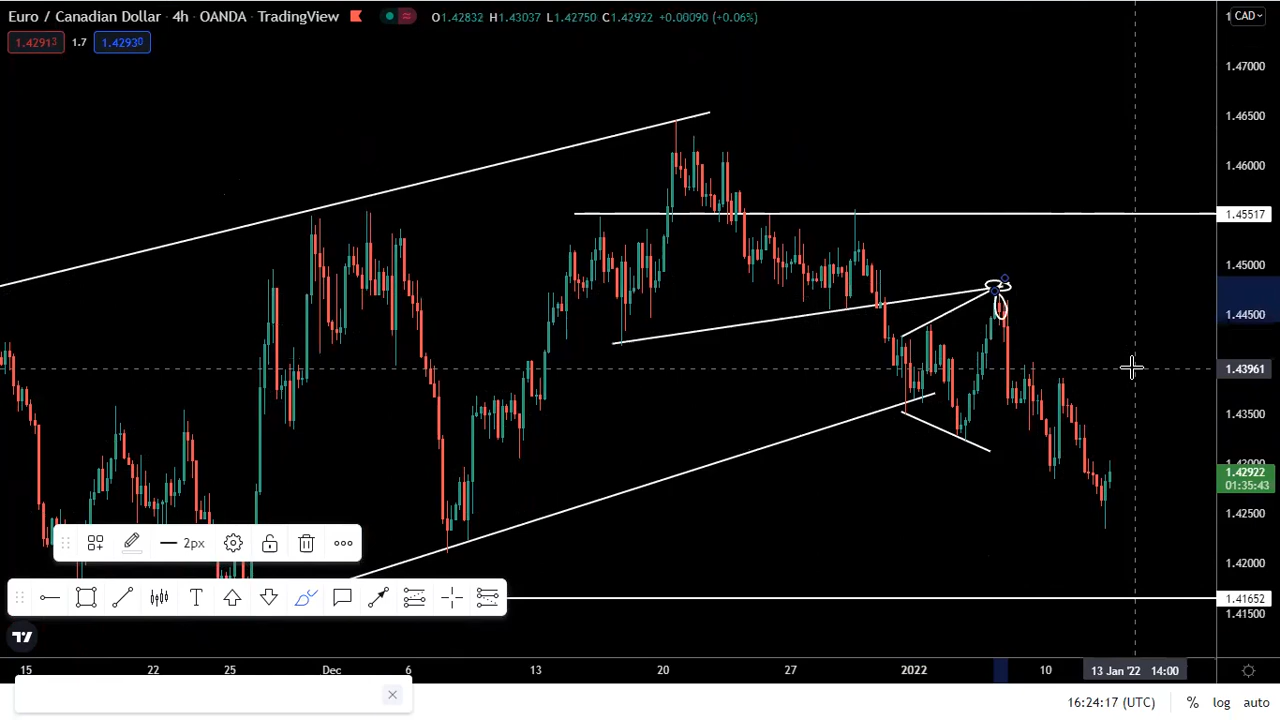 Euro / Canadian Dollar · 4h · OANDA · TradingView O1.42832 H1.43037 L1.42750 C1.42922 +0.00090 (+0.06%)
CAD
1.42913 1.7 1.42930
1.47000
1.46500
1.46000
1.45517
1.45000
1.44500
1.43961
1.43500
1.42922
01:35:43
1.42500
1.42000
2px
1.41652
1.41500
15 22 25 Dec 6 13 20 27 2022 10 13 Jan '22 14:00
16:24:17 (UTC) % log auto